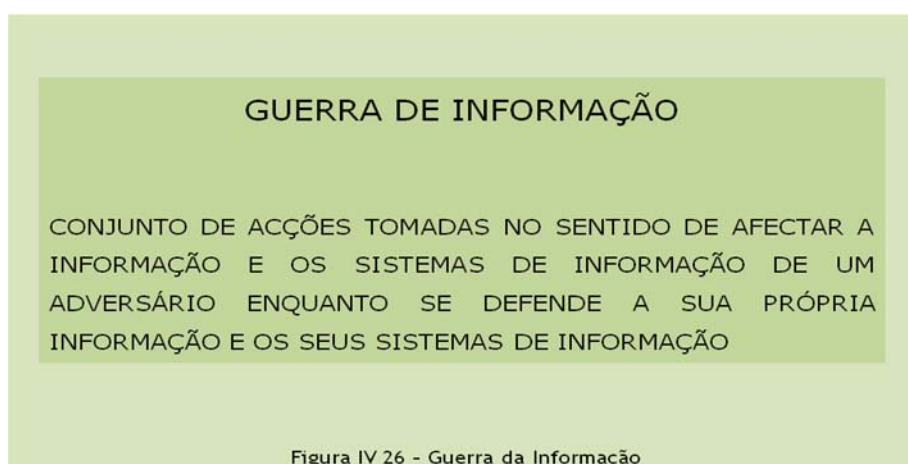 GUERRA DE INFORMAÇÃO
CONJUNTO DE ACÇÕES TOMADAS NO SENTIDO DE AFECTAR A
INFORMAÇÃO E OS SISTEMAS DE INFORMAÇÃO DE UM
ADVERSÁRIO ENQUANTO SE DEFENDE A SUA PRÓPRIA
INFORMAÇÃO E OS SEUS SISTEMAS DE INFORMAÇÃO
Figura IV 26 - Guerra da Informação